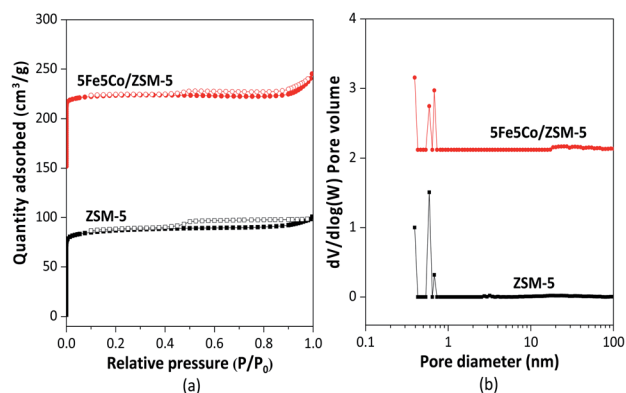 300
250
200
150
100
50
0
Quantity adsorbed (cm³/g)
5Fe5Co/ZSM-5
ZSM-5
0.0 0.2 0.4 0.6 0.8 1.0
Relative pressure (P/P₀)
(a)
4
3
2
1
0
dV/dlog(W) Pore volume
5Fe5Co/ZSM-5
ZSM-5
0.1 1 10 100
Pore diameter (nm)
(b)